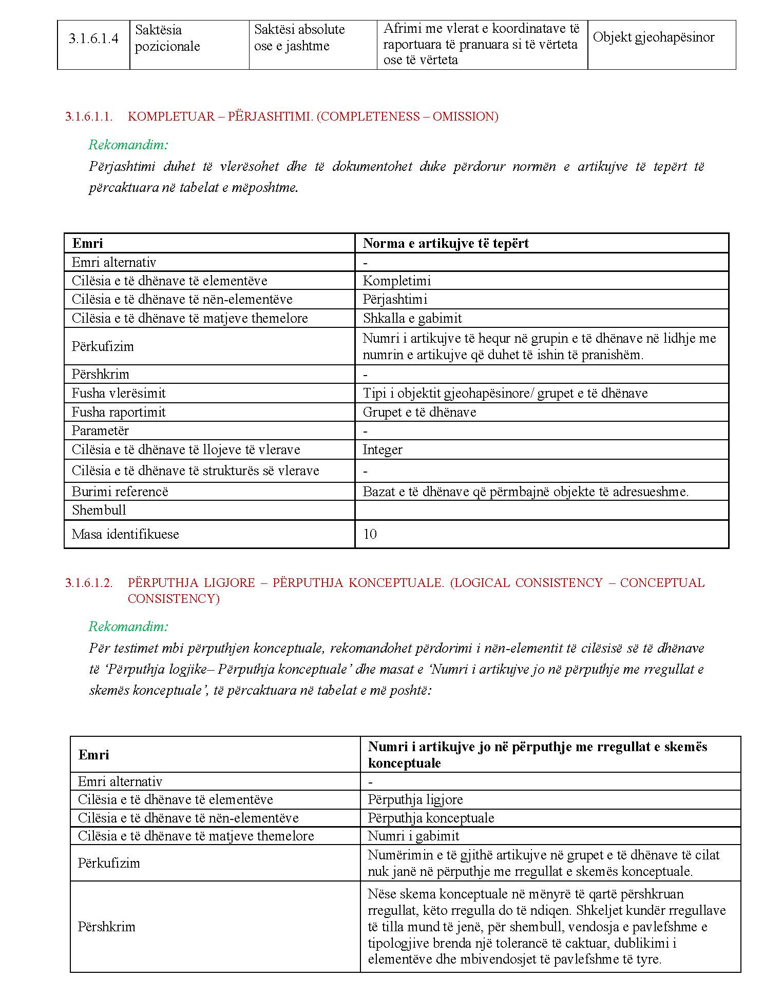 3.1.6.1.4
Saktësia
pozicionale
Saktësi absolute
ose e jashtme
Afrimi me vlerat e koordinatave të
raportuara të pranuara si të vërteta
ose të vërteta
Objekt gjeohapësinor
3.1.6.1.1. KOMPLETUAR – PËRJASHTIMI. (COMPLETENESS – OMISSION)
Rekomandim:
Përjashtimi duhet të vlerësohet dhe të dokumentohet duke përdorur normën e artikujve të tepërt të
përcaktuara në tabelat e mëposhtme.
Emri Norma e artikujve të tepërt
Emri alternativ -
Cilësia e të dhënave të elementëve Kompletimi
Cilësia e të dhënave të nën-elementëve Përjashtimi
Cilësia e të dhënave të matjeve themelore Shkalla e gabimit
Përkufizim
Numri i artikujve të hequr në grupin e të dhënave në lidhje me
numrin e artikujve që duhet të ishin të pranishëm.
Përshkrim -
Fusha vlerësimit Tipi i objektit gjeohapësinore/ grupet e të dhënave
Fusha raportimit Grupet e të dhënave
Parametër -
Cilësia e të dhënave të llojeve të vlerave Integer
Cilësia e të dhënave të strukturës së vlerave -
Burimi referencë Bazat e të dhënave që përmbajnë objekte të adresueshme.
Shembull
Masa identifikuese 10
3.1.6.1.2. PËRPUTHJA LIGJORE – PËRPUTHJA KONCEPTUALE. (LOGICAL CONSISTENCY – CONCEPTUAL
CONSISTENCY)
Rekomandim:
Për testimet mbi përputhjen konceptuale, rekomandohet përdorimi i nën-elementit të cilësisë së të dhënave
të ‘Përputhja logjike– Përputhja konceptuale’ dhe masat e ‘Numri i artikujve jo në përputhje me rregullat e
skemës konceptuale’, të përcaktuara në tabelat e më poshtë:
Emri
Numri i artikujve jo në përputhje me rregullat e skemës
konceptuale
Emri alternativ -
Cilësia e të dhënave të elementëve Përputhja ligjore
Cilësia e të dhënave të nën-elementëve Përputhja konceptuale
Cilësia e të dhënave të matjeve themelore Numri i gabimit
Përkufizim
Numërimin e të gjithë artikujve në grupet e të dhënave të cilat
nuk janë në përputhje me rregullat e skemës konceptuale.
Përshkrim
Nëse skema konceptuale në mënyrë të qartë përshkruan
rregullat, këto rregulla do të ndiqen. Shkeljet kundër rregullave
të tilla mund të jenë, për shembull, vendosja e pavlefshme e
tipologjive brenda një tolerancë të caktuar, dublikimi i
elementëve dhe mbivendosjet të pavlefshme të tyre.